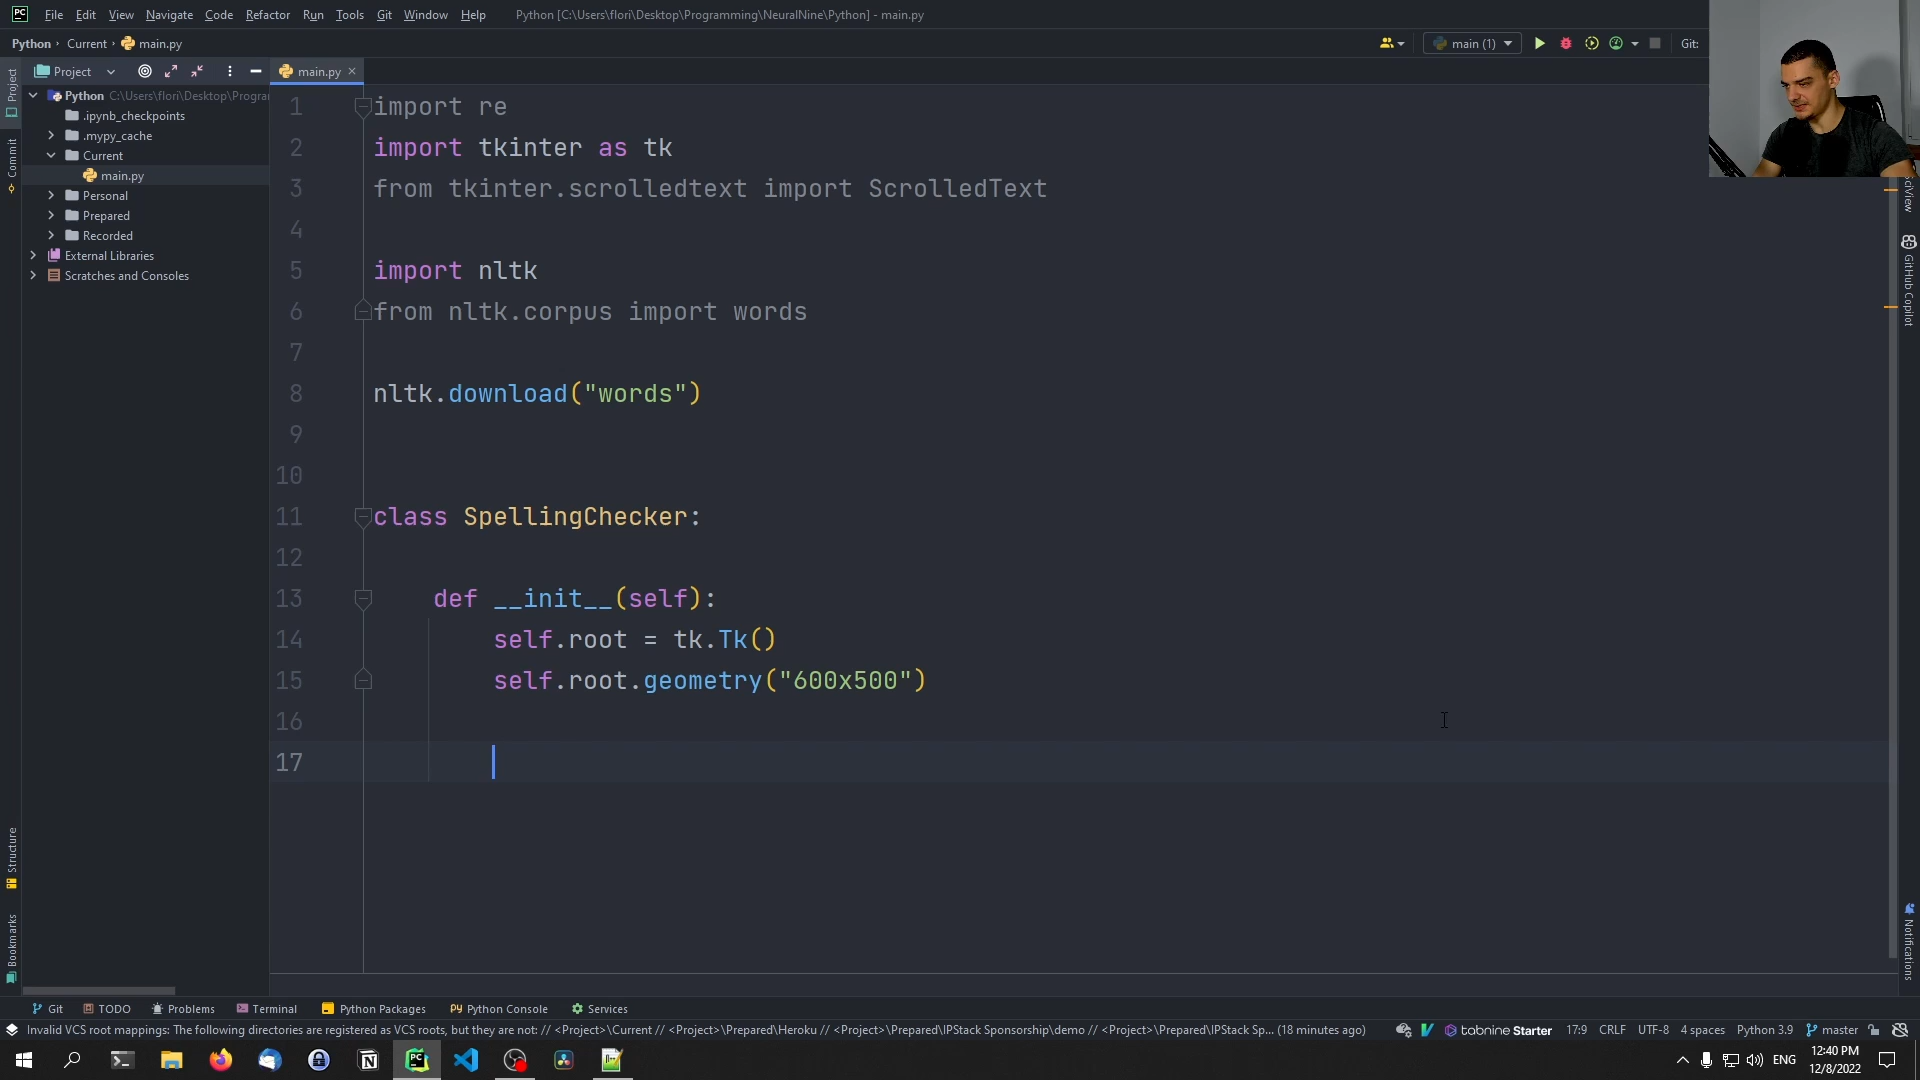 File Edit View Navigate Code Refactor Run Tools Git Window Help Python [C:\Users\flori\Desktop\Programming\NeuralNine\Python] - main.py
Python Current main.py main (1) Git:
Project main.py
Project
Commit
Python C:\Users\flori\Desktop\Progra
.ipynb_checkpoints
.mypy_cache
Current
main.py
Personal
Prepared
Recorded
External Libraries
Scratches and Consoles
1 import re
2 import tkinter as tk
3 from tkinter.scrolledtext import ScrolledText
4
5 import nltk
6 from nltk.corpus import words
7
8 nltk.download("words")
9
10
11 class SpellingChecker:
12
13 def __init__(self):
14 self.root = tk.Tk()
15 self.root.geometry("600x500")
16
17
SciView
GitHub Copilot
Notifications
Structure
Bookmarks
Git TODO Problems Terminal Python Packages Python Console Services
Invalid VCS root mappings: The following directories are registered as VCS roots, but they are not: // <Project>\Current // <Project>\Prepared\Heroku // <Project>\Prepared\IPStack Sponsorship\demo // <Project>\Prepared\IPStack Sp... (18 minutes ago) tabnine Starter 17:9 CRLF UTF-8 4 spaces Python 3.9 master
ENG 12:40 PM
12/8/2022